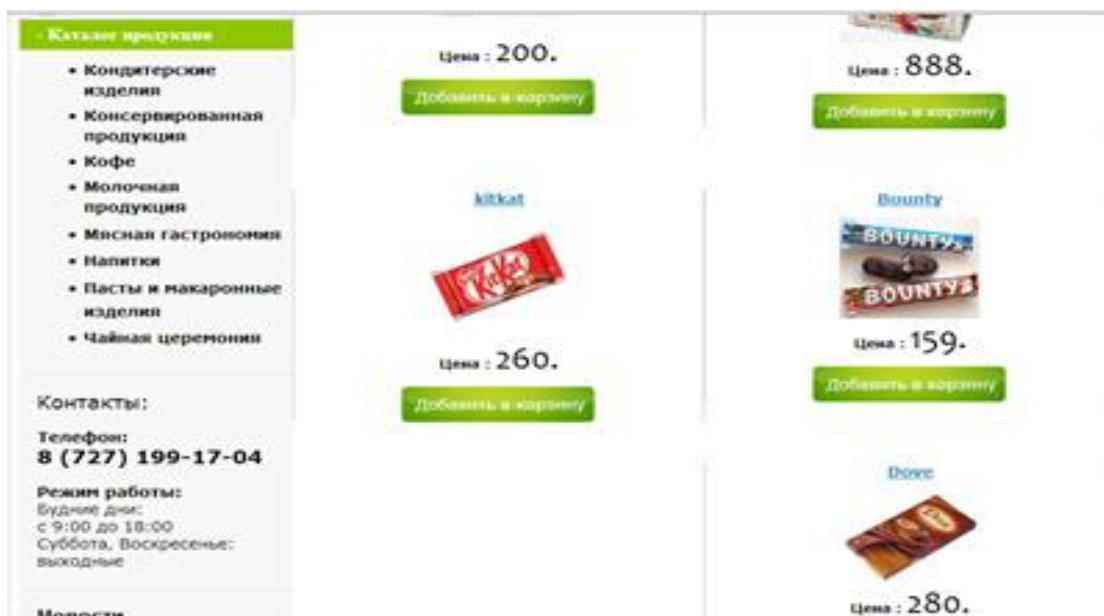 - Каталог продукции
• Кондитерские
изделия
• Консервированная
продукция
• Кофе
• Молочная
продукция
• Мясная гастрономия
• Напитки
• Пасты и макаронные
изделия
• Чайная церемония
Контакты:
Телефон:
8 (727) 199-17-04
Режим работы:
Будние дни:
с 9:00 до 18:00
Суббота, Воскресенье:
выходные
Новости
Цена : 200.
Добавить в корзину
Цена : 888.
Добавить в корзину
kitkat
KitKat
Цена : 260.
Добавить в корзину
Bounty
BOUNTY
BOUNTY
Цена : 159.
Добавить в корзину
Dove
Dove
Цена : 280.